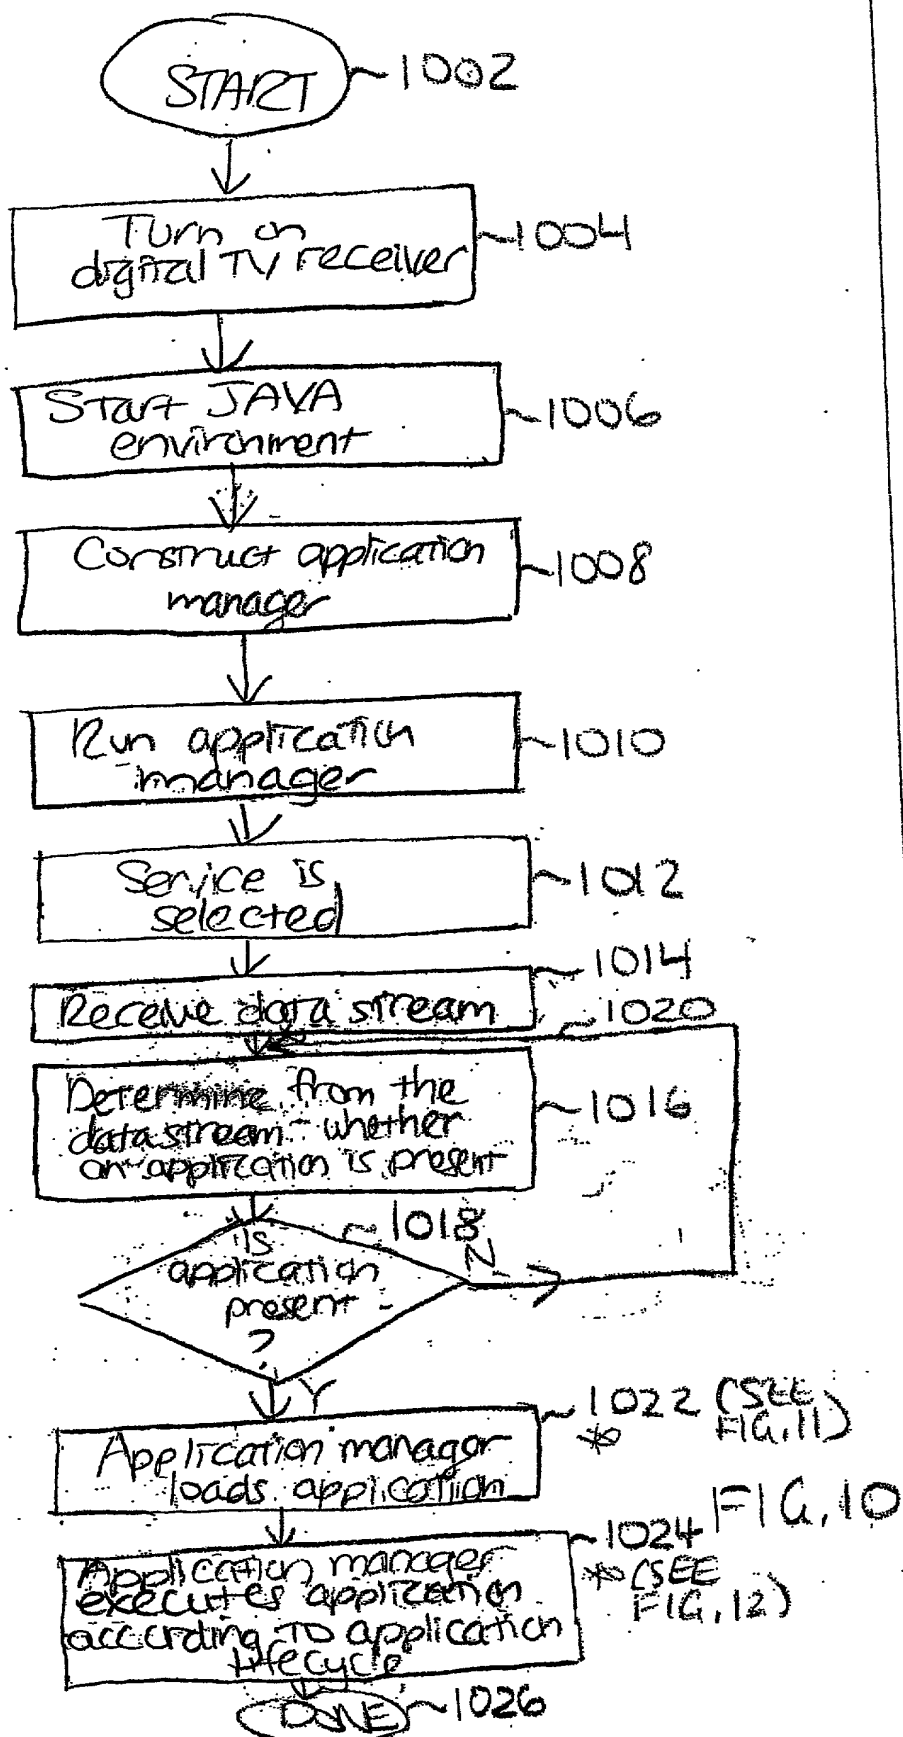 START 1002
Turn on
digital TV receiver
1004
Start JAVA
environment
1006
Construct application
manager
1008
Run application
manager
1010
Service is
selected
1012
1014
Receive data stream
1020
Determine from the
data stream whether
an application is present
1016
1018
Is
application
present
?
N
Y
1022 (SEE
* FIG. 11)
Application manager
loads application
FIG. 10
1024
* (SEE
FIG. 12)
Application manager
executes application
according to application
lifecycle
DONE 1026